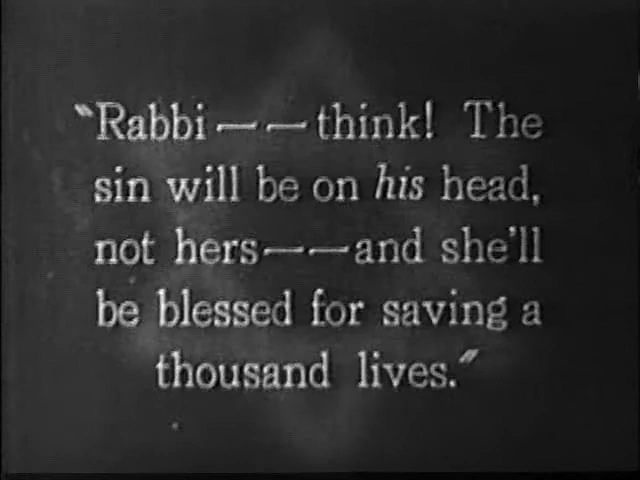 "Rabbi — — think! The
sin will be on his head,
not hers — — and she'll
be blessed for saving a
thousand lives."